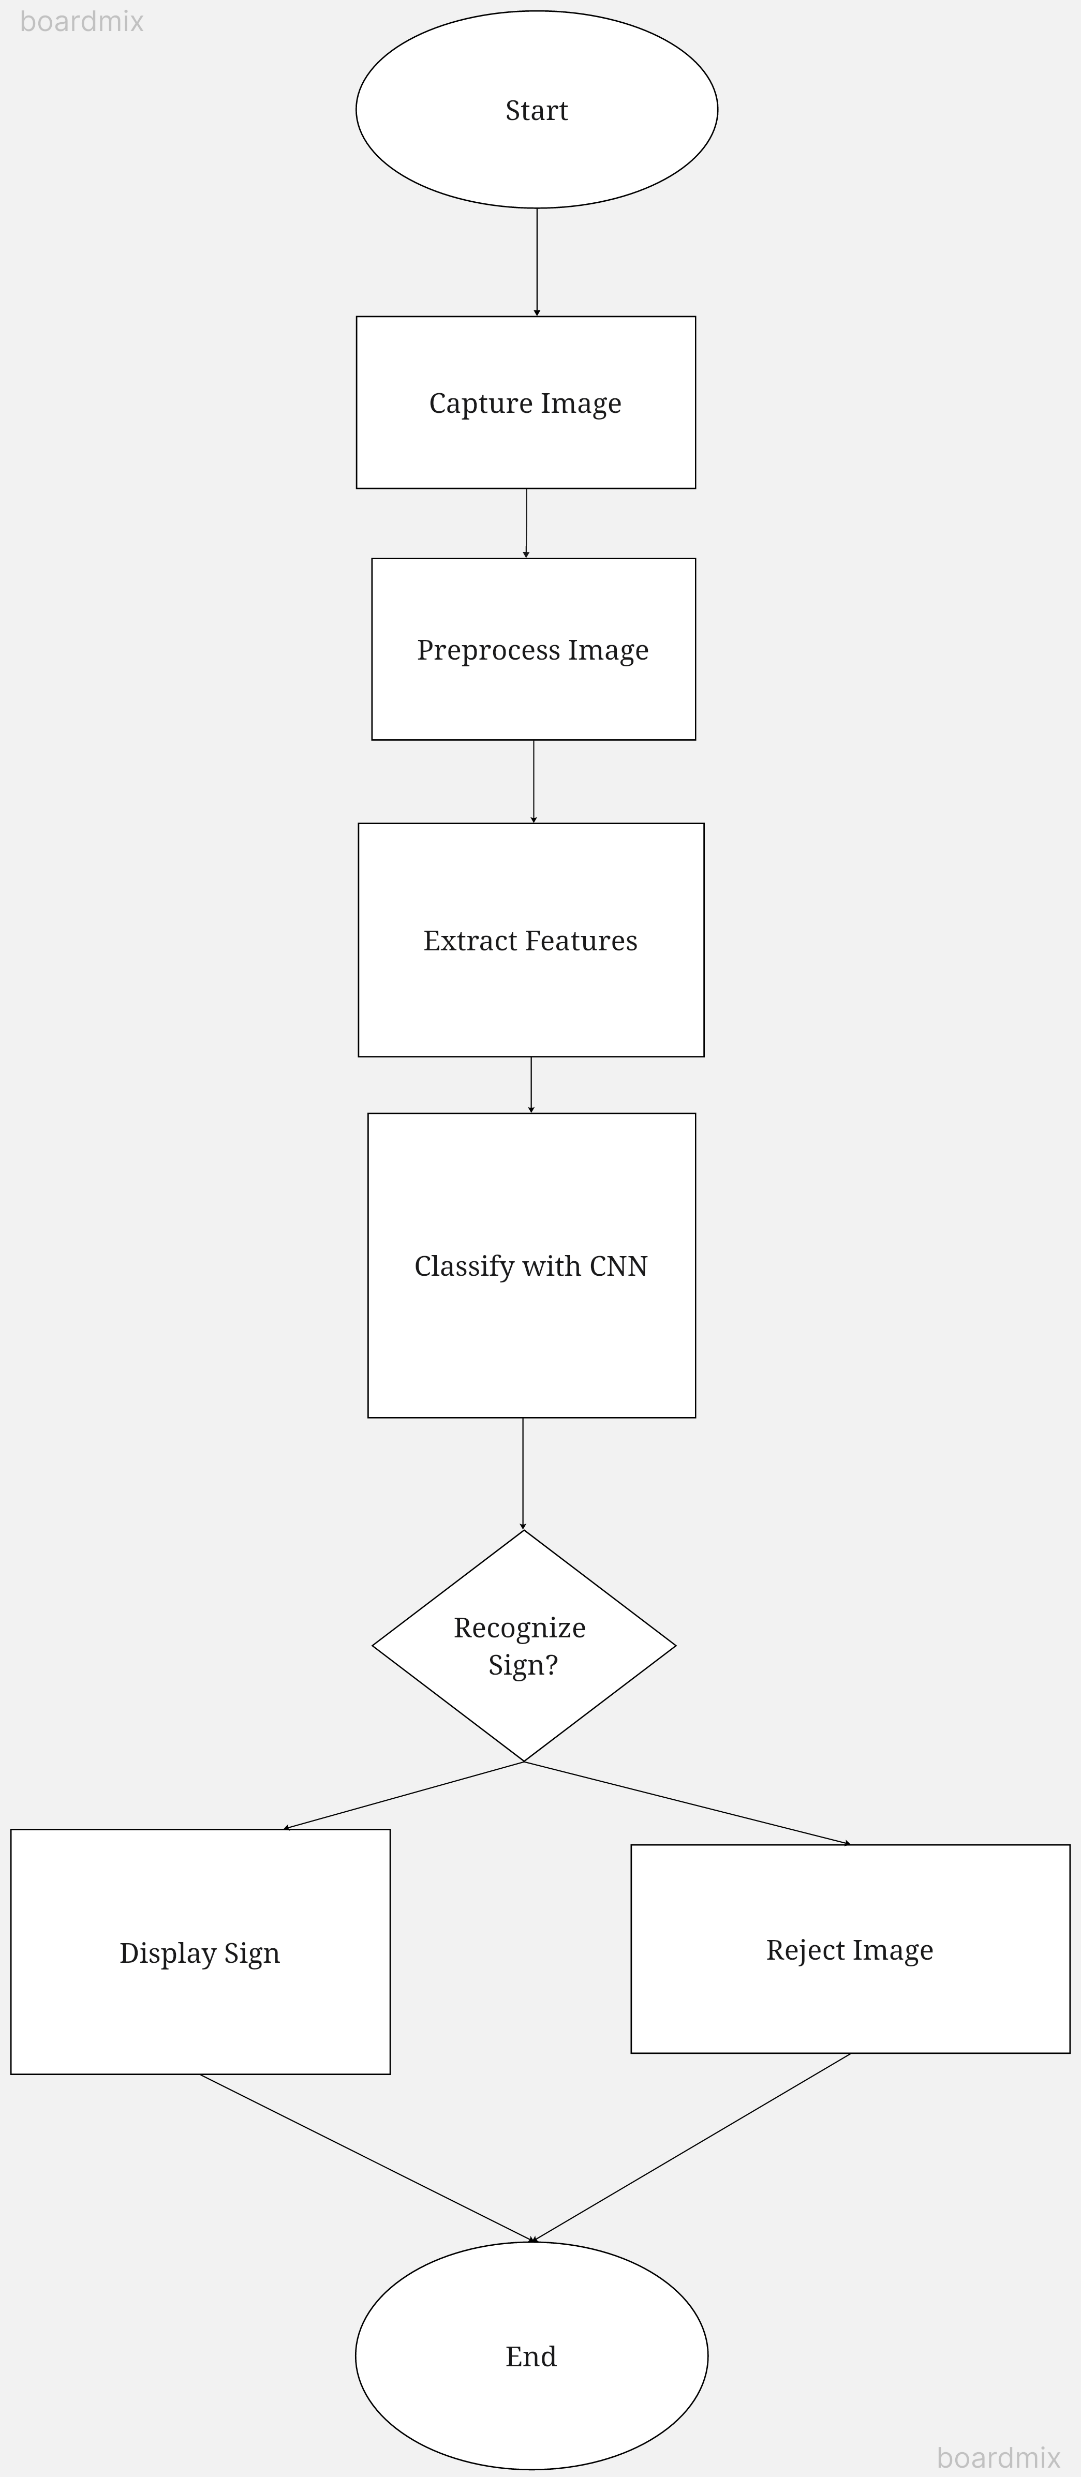 boardmix
Start
Capture Image
Preprocess Image
Extract Features
Classify with CNN
Recognize
Sign?
Display Sign
Reject Image
End
boardmix